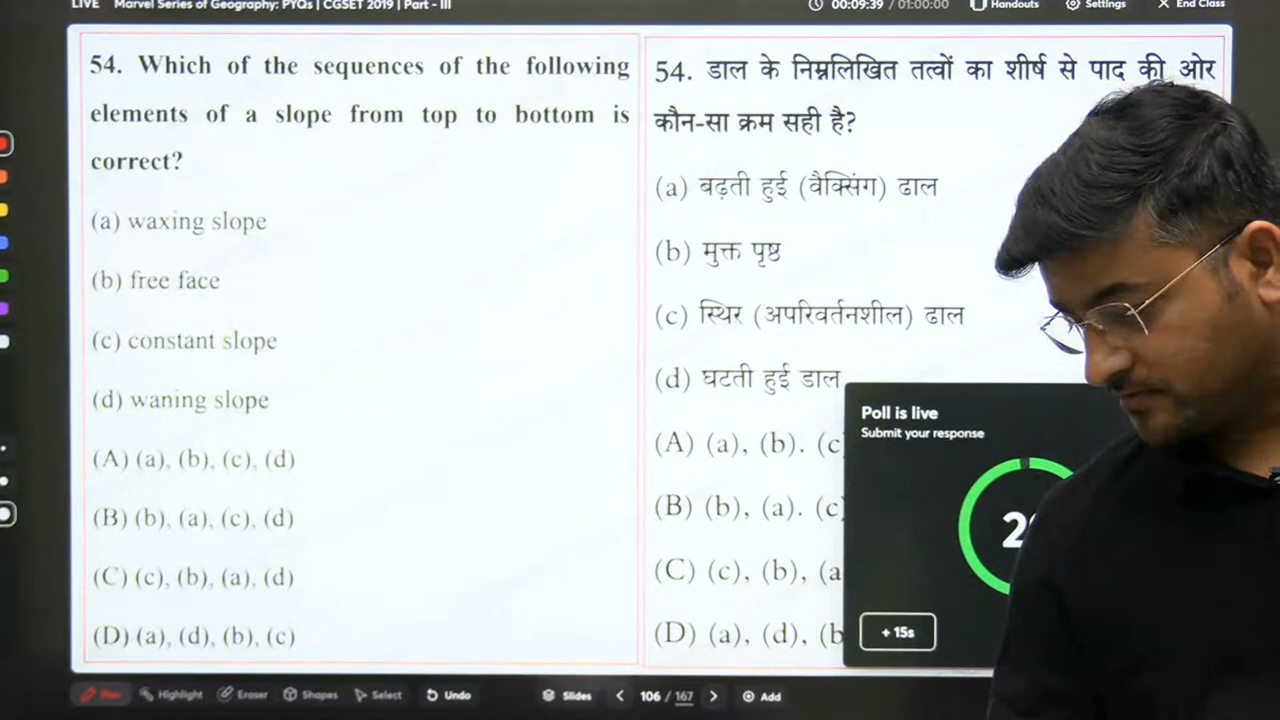 LIVE Marvel Series of Geography: PYQs | CGSET 2019 | Part - III
00:09:39 / 01:00:00 Handouts Settings End Class
54. Which of the sequences of the following
elements of a slope from top to bottom is
correct?
(a) waxing slope
(b) free face
(c) constant slope
(d) waning slope
(A) (a), (b), (c), (d)
(B) (b), (a), (c), (d)
(C) (c), (b), (a), (d)
(D) (a), (d), (b), (c)
54. डाल के निम्नलिखित तत्वों का शीर्ष से पाद की ओर
कौन-सा क्रम सही है?
(a) बढ़ती हुई (वैक्सिंग) ढाल
(b) मुक्त पृष्ठ
(c) स्थिर (अपरिवर्तनशील) ढाल
(d) घटती हुई डाल
(A) (a), (b). (c
(B) (b), (a). (c
(C) (c), (b), (a
(D) (a), (d), (b
Poll is live
Submit your response
+ 15s
Pen Highlight Eraser Shapes Select Undo Slides 106 / 167 Add